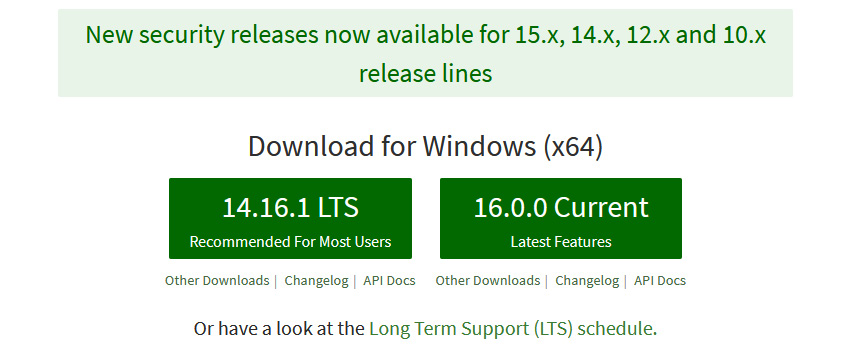 New security releases now available for 15.x, 14.x, 12.x and 10.x
release lines
Download for Windows (x64)
14.16.1 LTS
Recommended For Most Users
16.0.0 Current
Latest Features
Other Downloads | Changelog | API Docs
Other Downloads | Changelog | API Docs
Or have a look at the Long Term Support (LTS) schedule.